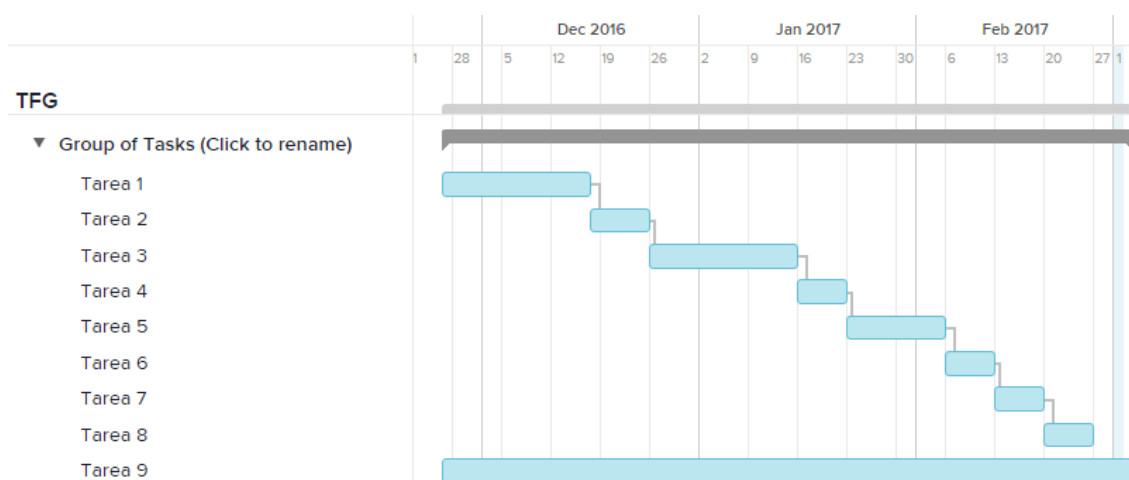 Dec 2016 Jan 2017 Feb 2017
1 28 5 12 19 26 2 9 16 23 30 6 13 20 27 1
TFG
Group of Tasks (Click to rename)
Tarea 1
Tarea 2
Tarea 3
Tarea 4
Tarea 5
Tarea 6
Tarea 7
Tarea 8
Tarea 9